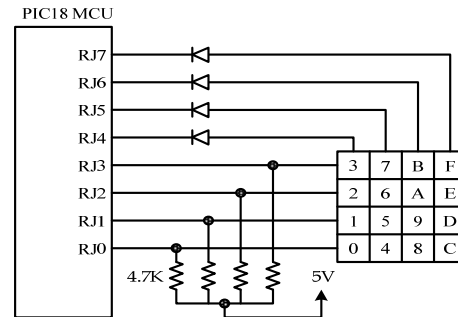 PIC18 MCU
RJ7
RJ6
RJ5
RJ4
RJ3
3 7 B F
RJ2
2 6 A E
RJ1
1 5 9 D
RJ0
0 4 8 C
4.7K
5V